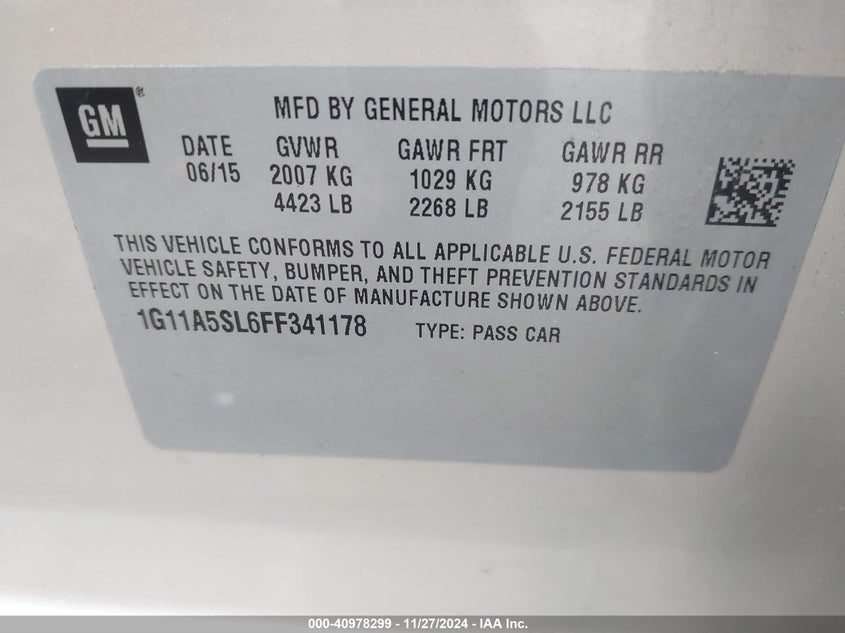 GM®
MFD BY GENERAL MOTORS LLC
DATE GVWR GAWR FRT GAWR RR
06/15 2007 KG 1029 KG 978 KG
4423 LB 2268 LB 2155 LB
THIS VEHICLE CONFORMS TO ALL APPLICABLE U.S. FEDERAL MOTOR
VEHICLE SAFETY, BUMPER, AND THEFT PREVENTION STANDARDS IN
EFFECT ON THE DATE OF MANUFACTURE SHOWN ABOVE.
1G11A5SL6FF341178 TYPE: PASS CAR
000-40978299 - 11/27/2024 - IAA Inc.